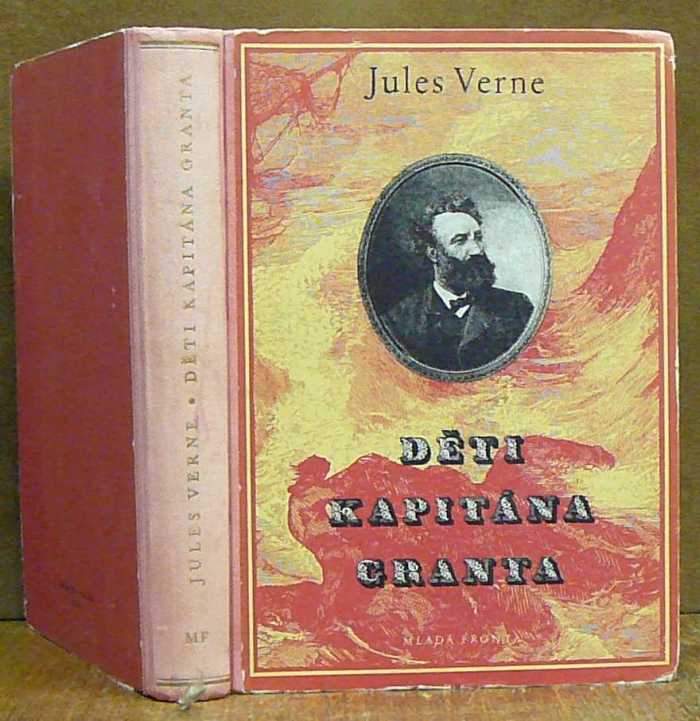 Jules Verne
DĚTI
KAPITÁNA
GRANTA
MLADÁ FRONTA
JULES VERNE • DĚTI KAPITÁNA GRANTA
MF